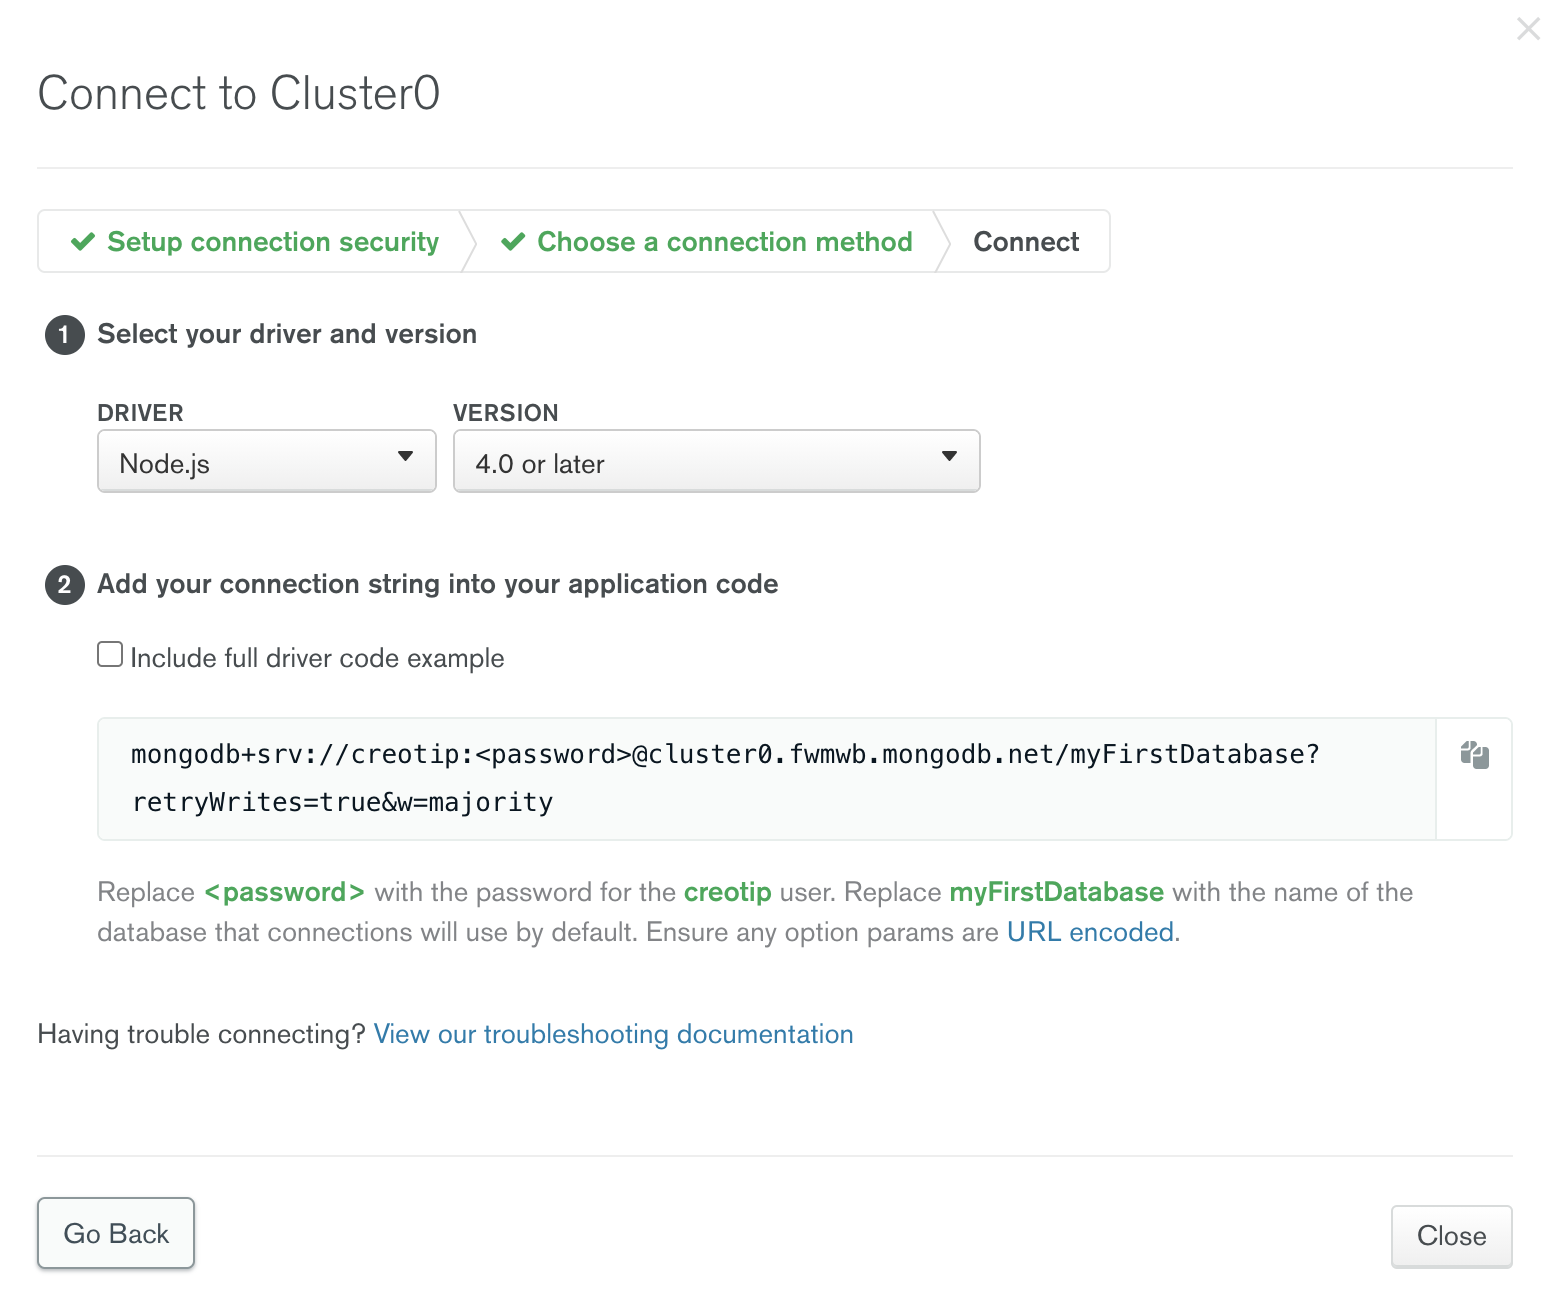 Connect to Cluster0
Setup connection security
Choose a connection method
Connect
1 Select your driver and version
DRIVER
VERSION
Node.js
4.0 or later
2 Add your connection string into your application code
Include full driver code example
mongodb+srv://creotip:<password>@cluster0.fwmwb.mongodb.net/myFirstDatabase?
retryWrites=true&w=majority
Replace <password> with the password for the creotip user. Replace myFirstDatabase with the name of the
database that connections will use by default. Ensure any option params are URL encoded.
Having trouble connecting? View our troubleshooting documentation
Go Back
Close